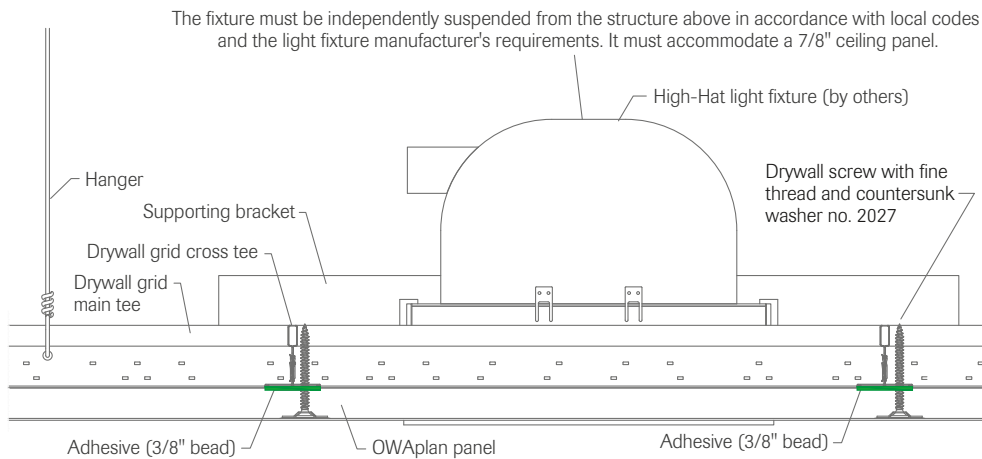 The fixture must be independently suspended from the structure above in accordance with local codes
and the light fixture manufacturer's requirements. It must accommodate a 7/8" ceiling panel.
High-Hat light fixture (by others)
Hanger
Drywall screw with fine
thread and countersunk
washer no. 2027
Supporting bracket
Drywall grid cross tee
Drywall grid
main tee
Adhesive (3/8" bead)
OWAplan panel
Adhesive (3/8" bead)